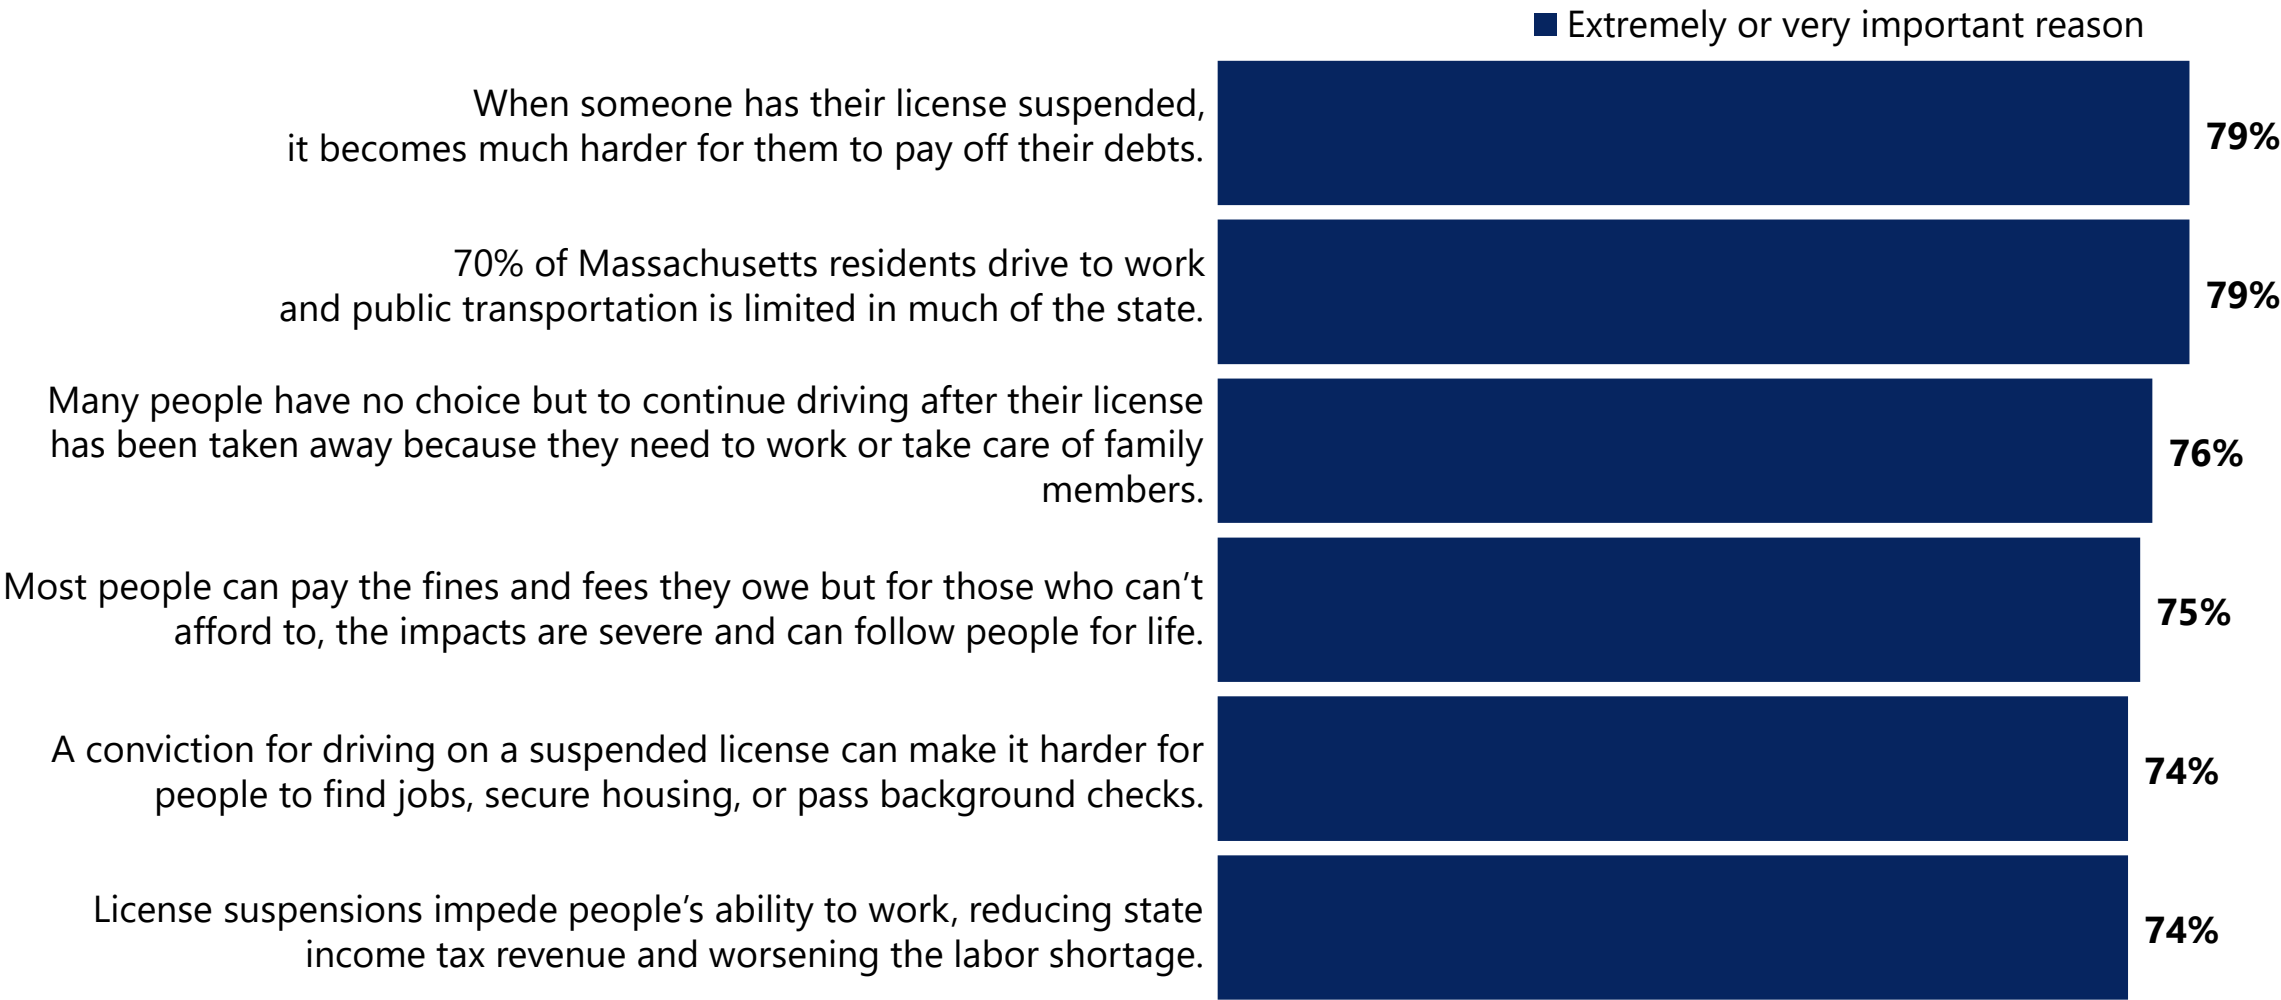 Extremely or very important reason
When someone has their license suspended,
it becomes much harder for them to pay off their debts.
79%
70% of Massachusetts residents drive to work
and public transportation is limited in much of the state.
79%
Many people have no choice but to continue driving after their license
has been taken away because they need to work or take care of family
members.
76%
Most people can pay the fines and fees they owe but for those who can’t
afford to, the impacts are severe and can follow people for life.
75%
A conviction for driving on a suspended license can make it harder for
people to find jobs, secure housing, or pass background checks.
74%
License suspensions impede people’s ability to work, reducing state
income tax revenue and worsening the labor shortage.
74%